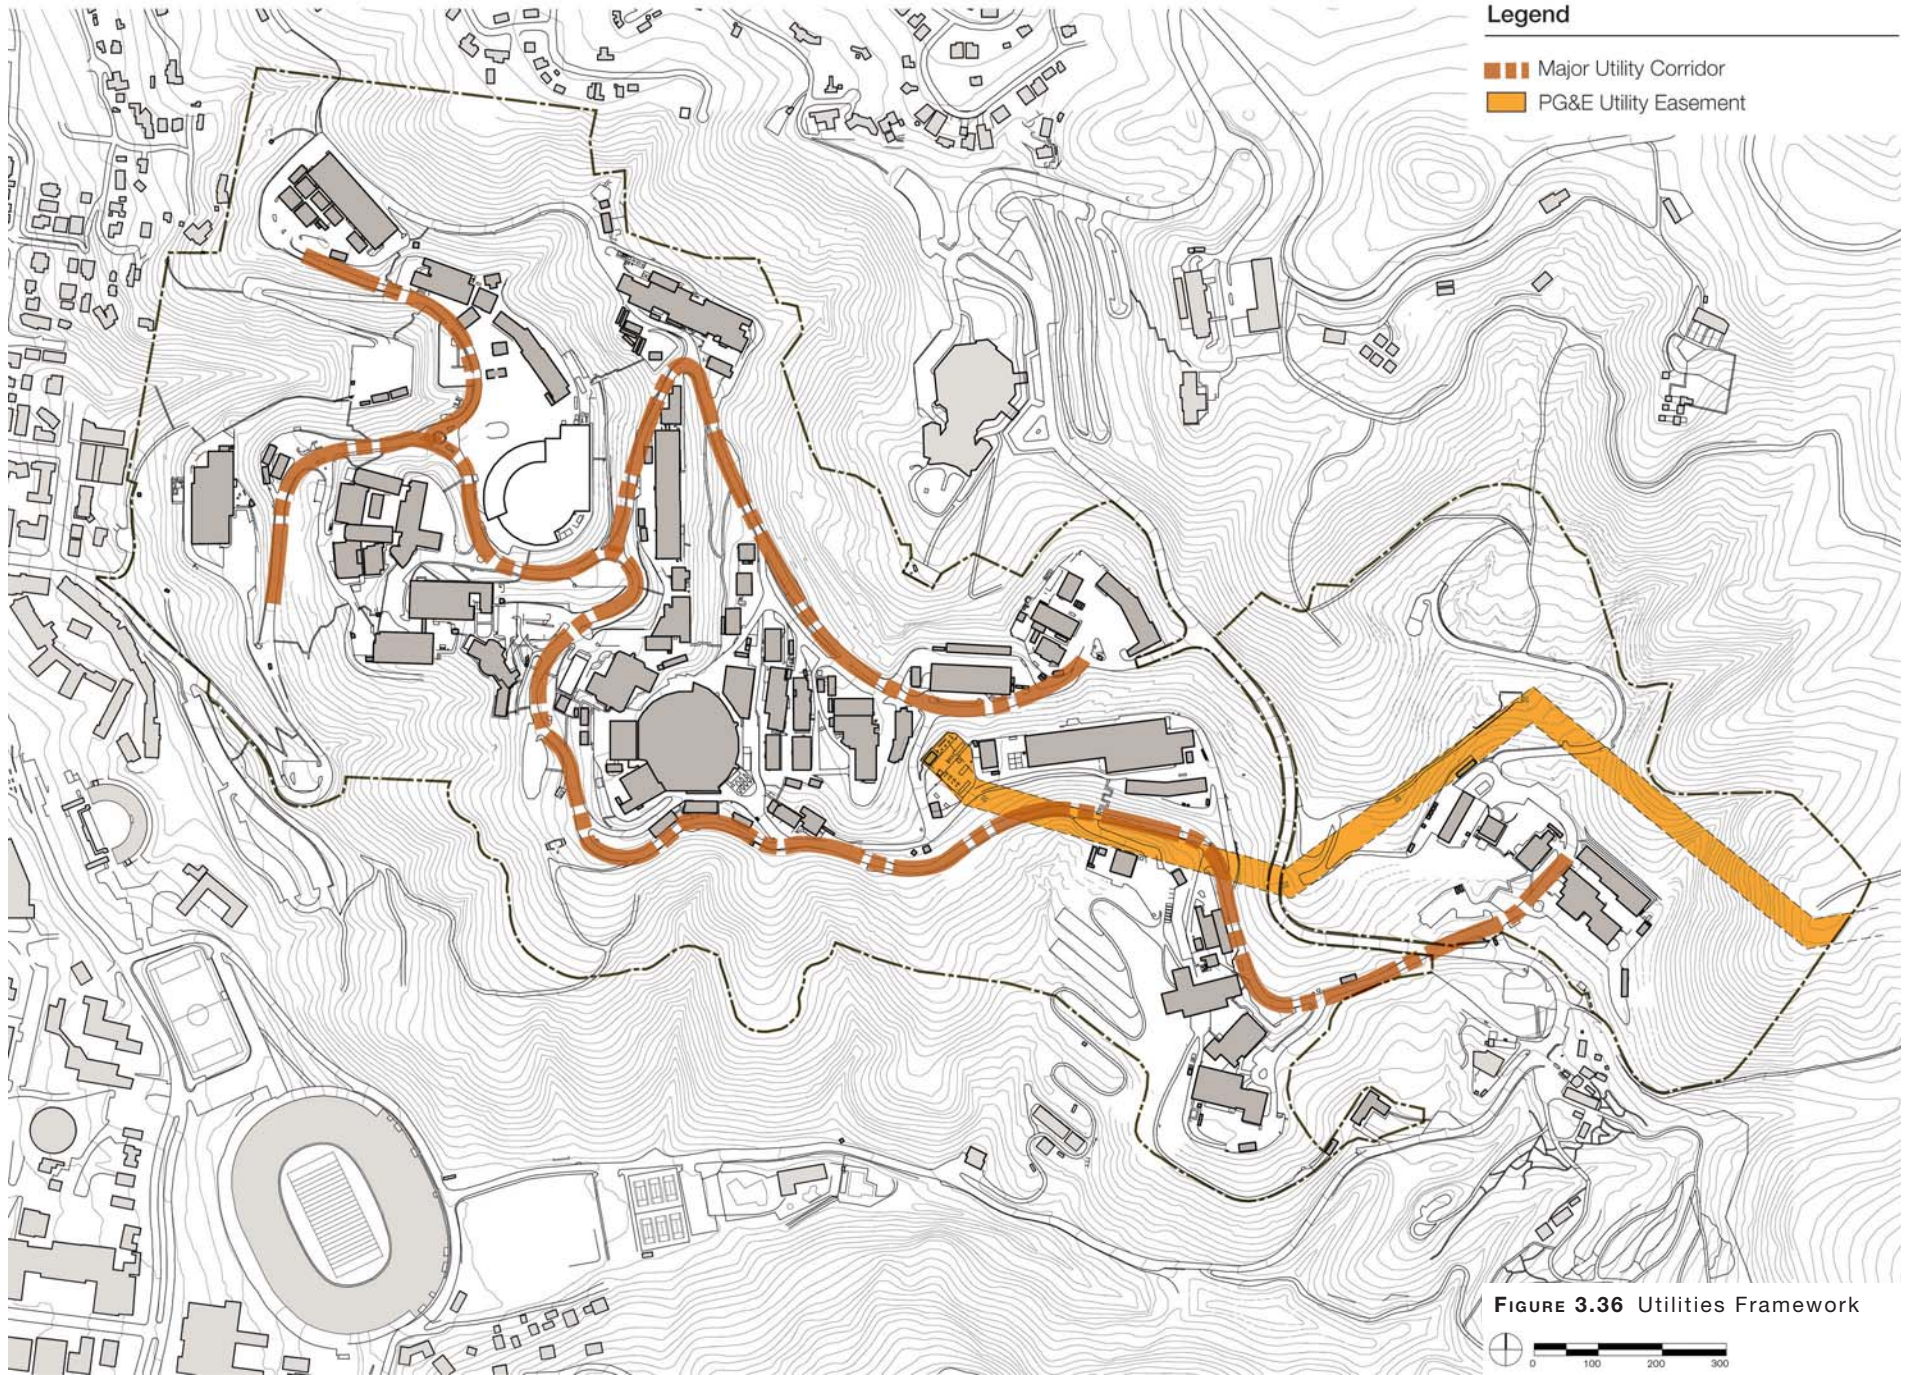 Legend
Major Utility Corridor
PG&E Utility Easement
FIGURE 3.36 Utilities Framework
0 100 200 300